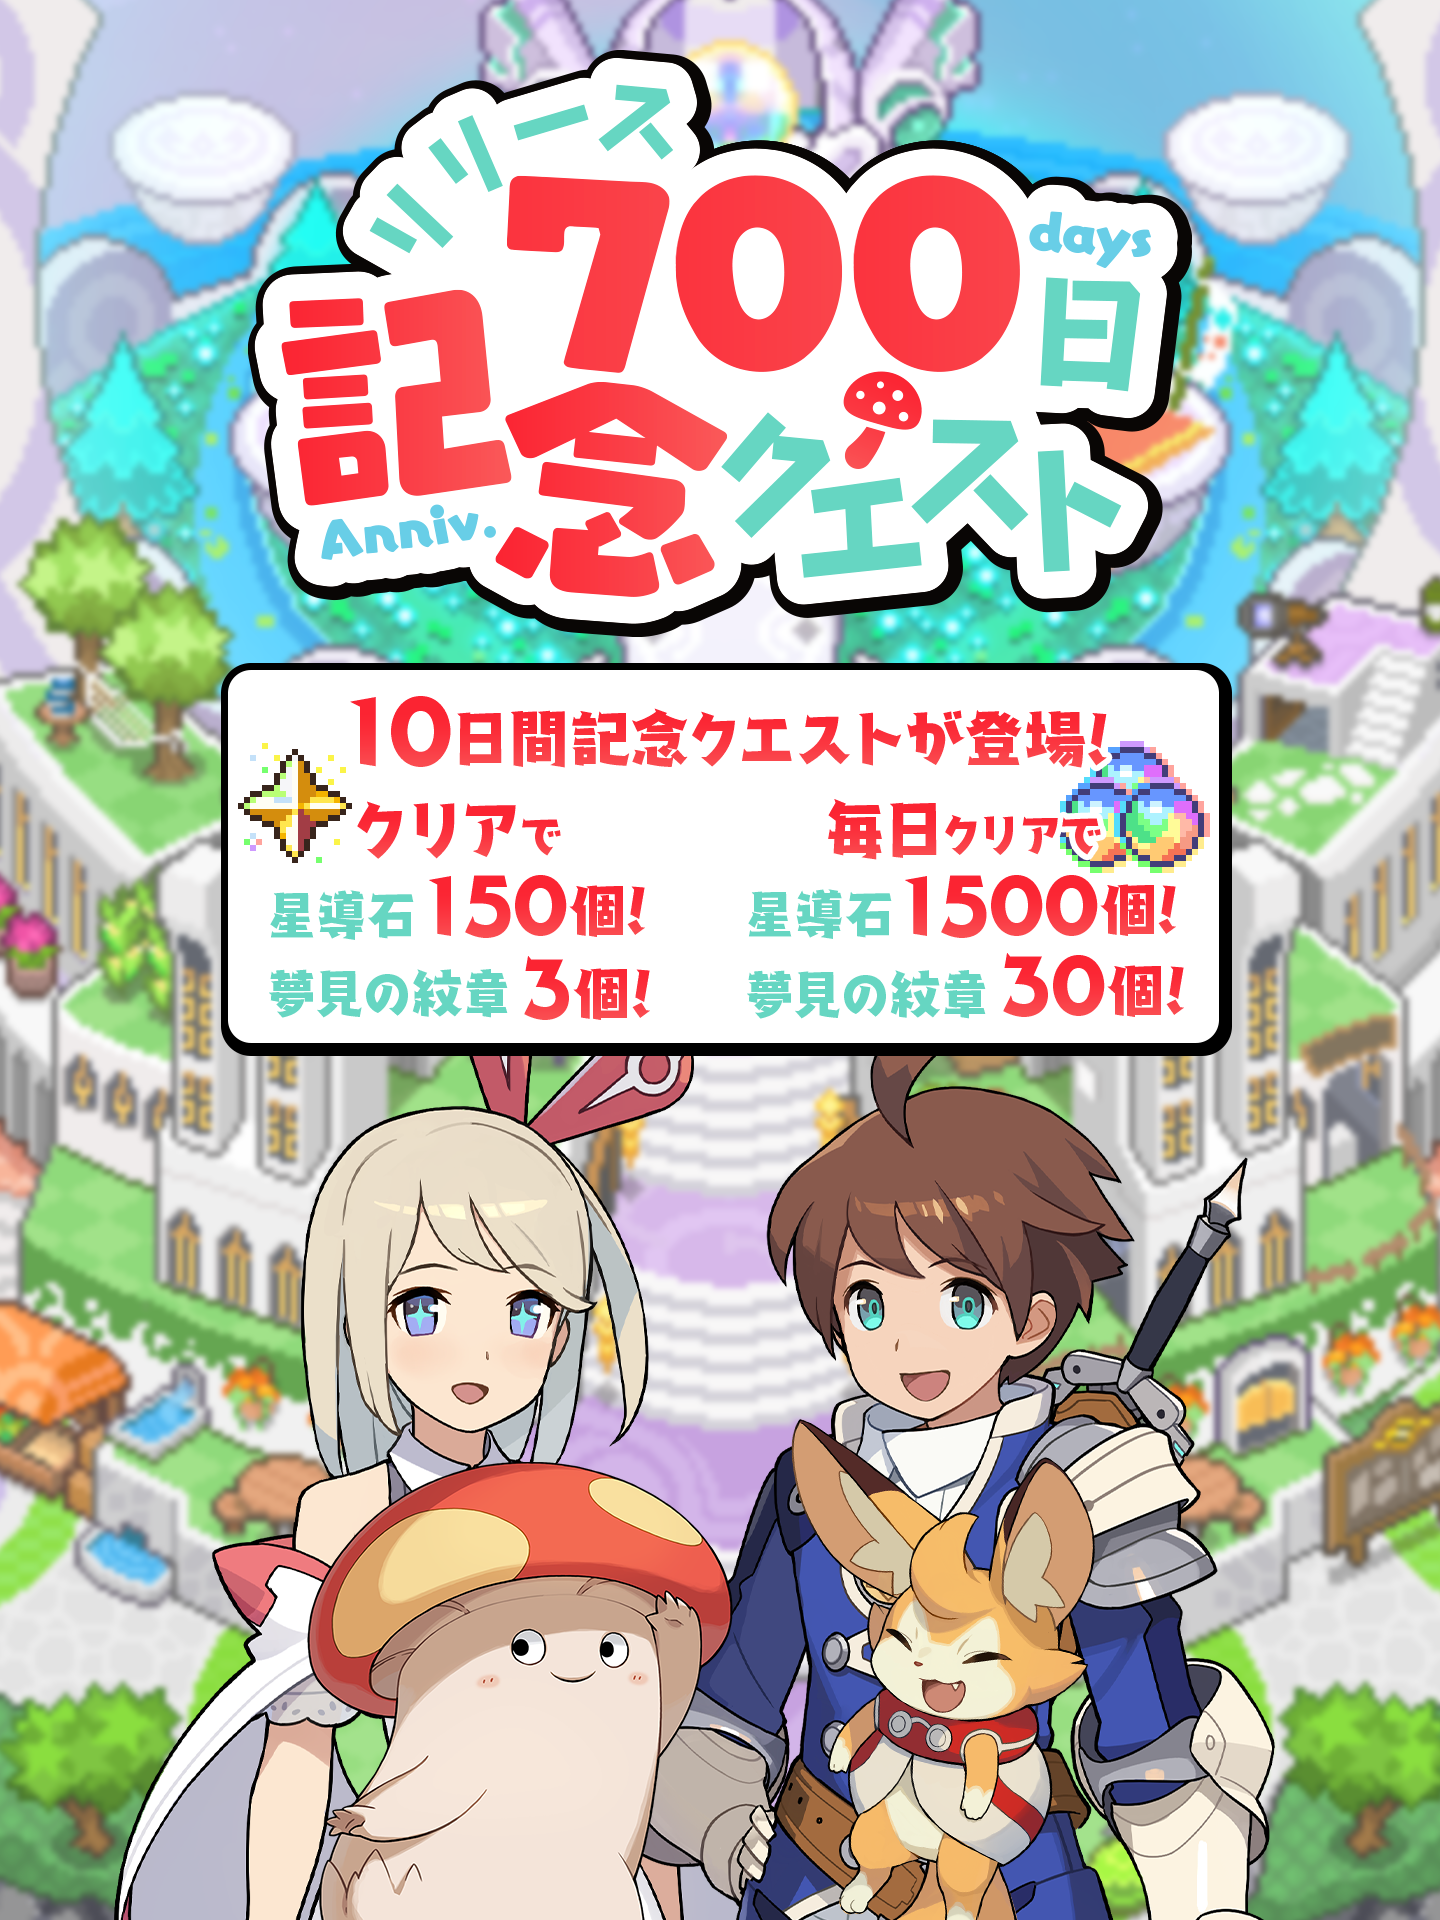 リリース
700日
days
記念クエスト
Anniv.
10日間記念クエストが登場!
クリアで
星導石150個!
夢見の紋章3個!
毎日クリアで
星導石1500個!
夢見の紋章30個!